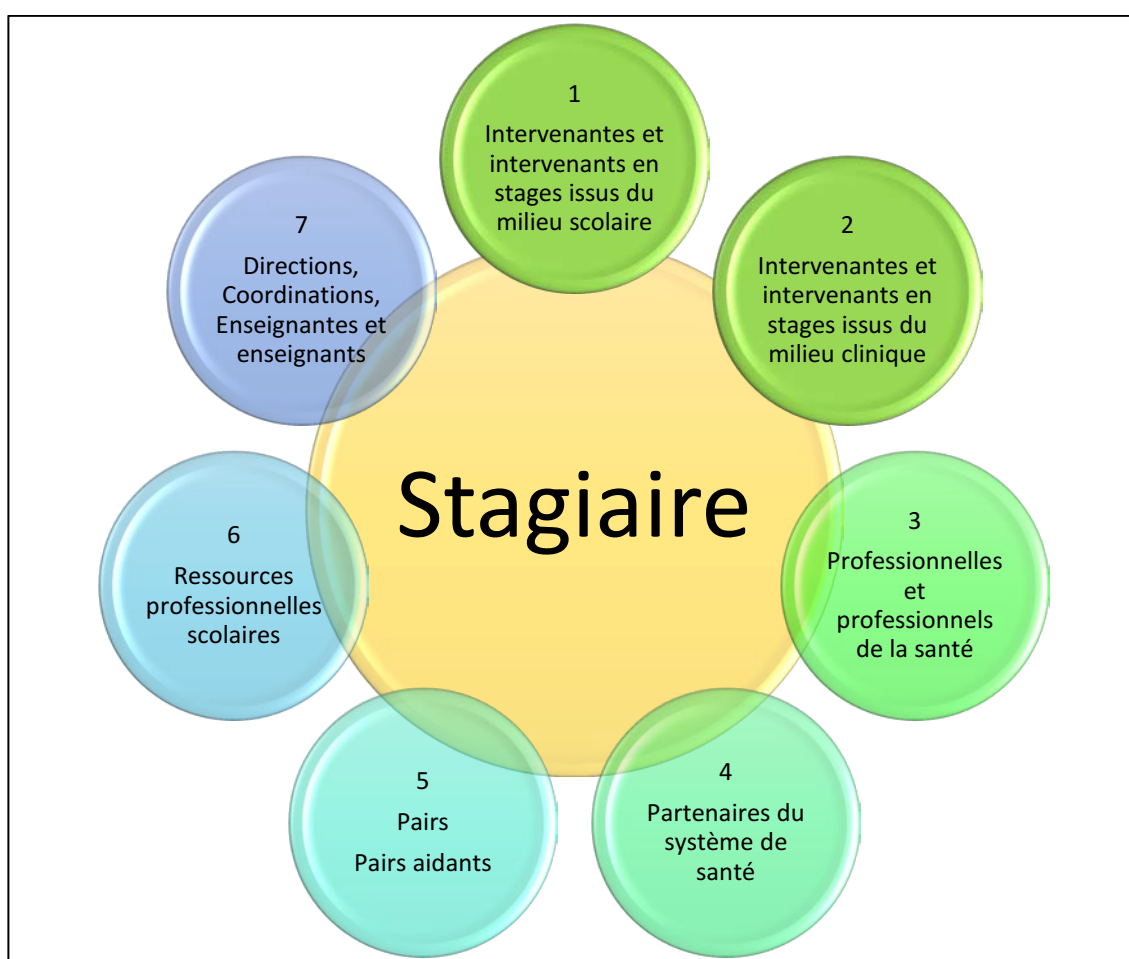 1
Intervenantes et
intervenants en
stages issus du
milieu scolaire
2
Intervenantes et
intervenants en
stages issus du
milieu clinique
3
Professionnelles
et
professionnels
de la santé
4
Partenaires du
système de
santé
5
Pairs
Pairs aidants
6
Ressources
professionnelles
scolaires
7
Directions,
Coordinations,
Enseignantes et
enseignants
Stagiaire